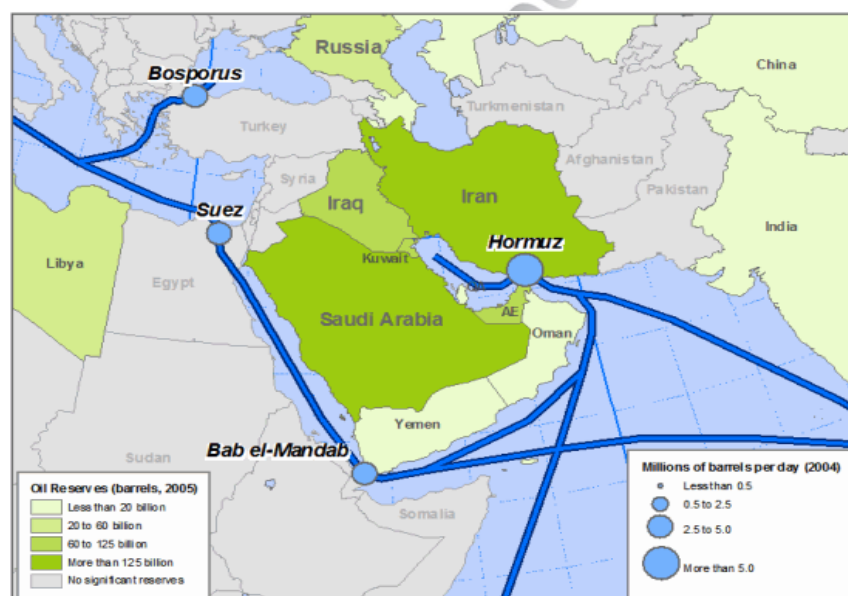 Russia
China
Bosporus
Turkmenistan
Turkey
Afghanistan
Syria
Pakistan
Iraq
Iran
Suez
India
Hormuz
Libya
Kuwait
Egypt
AE
Saudi Arabia
Oman
Yemen
Bab el-Mandab
Sudan
Somalia
Oil Reserves (barrels, 2005)
Less than 20 billion
20 to 60 billion
60 to 125 billion
More than 125 billion
No significant reserves
Millions of barrels per day (2004)
Less than 0.5
0.5 to 2.5
2.5 to 5.0
More than 5.0